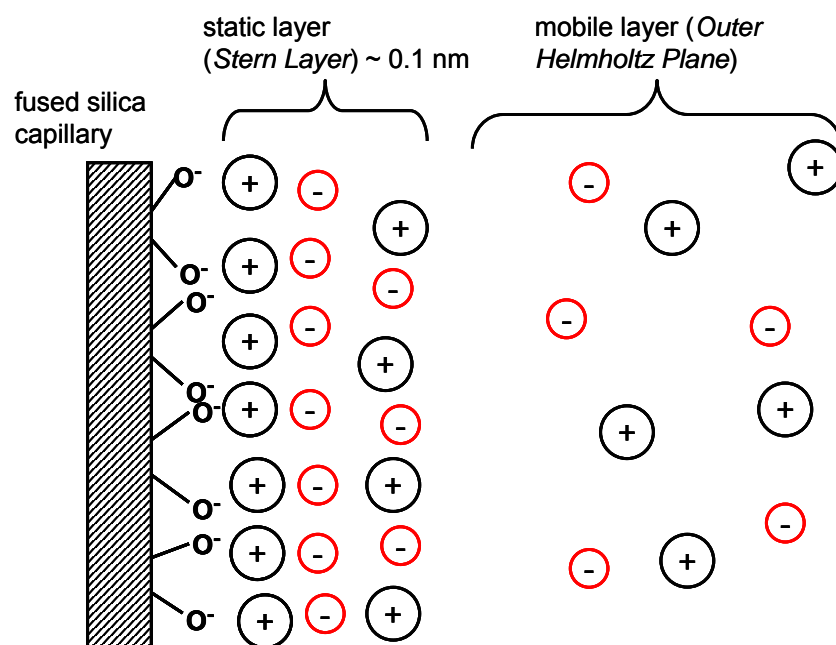 static layer
(Stern Layer) ~ 0.1 nm
mobile layer (Outer
Helmholtz Plane)
fused silica
capillary
O-
+
-
-
+
+
O-
+
-
-
O-
+
-
-
-
+
O-
O-
+
-
-
+
+
+
-
+
O-
-
O-
+
-
-
-
+
O-
+
-
+